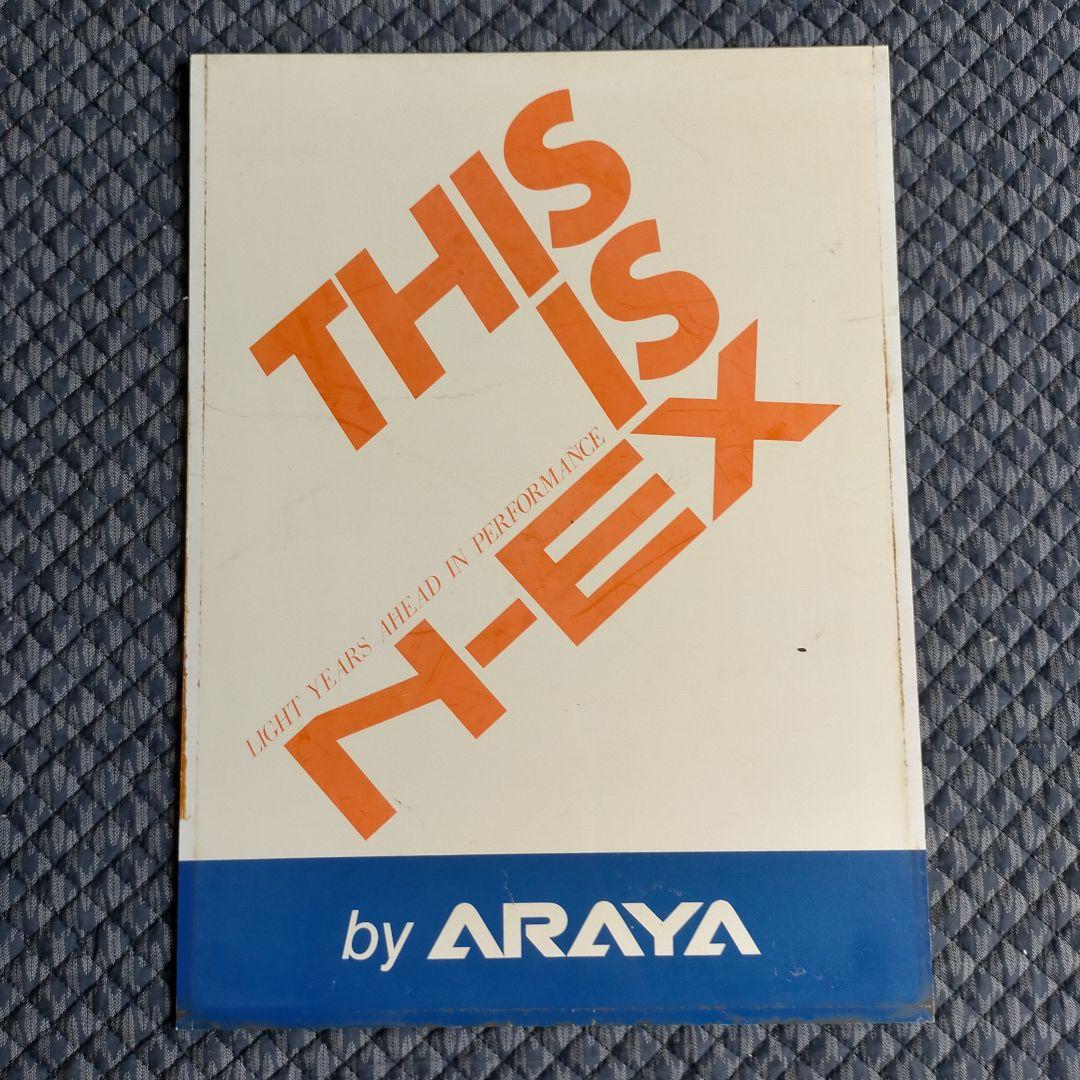 THIS
IS
LIGHT YEARS AHEAD IN PERFORMANCE
7-EX
by ARAYA